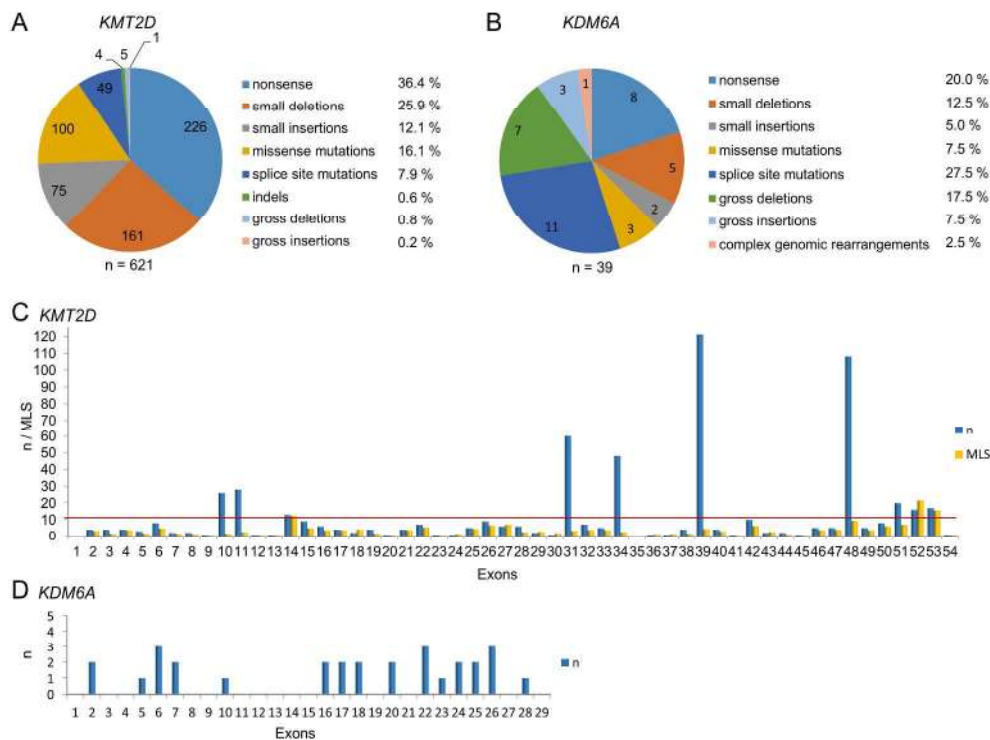 A KMT2D
4 5 1
49
226
100
75
161
n = 621
nonsense 36.4 %
small deletions 25.9 %
small insertions 12.1 %
missense mutations 16.1 %
splice site mutations 7.9 %
indels 0.6 %
gross deletions 0.8 %
gross insertions 0.2 %
B KDM6A
1
3
8
7
5
2
11
3
n = 39
nonsense 20.0 %
small deletions 12.5 %
small insertions 5.0 %
missense mutations 7.5 %
splice site mutations 27.5 %
gross deletions 17.5 %
gross insertions 7.5 %
complex genomic rearrangements 2.5 %
C KMT2D
120
110
100
90
80
70
60
50
40
30
20
10
0
n / MLS
n
MLS
1 2 3 4 5 6 7 8 9 10 11 12 13 14 15 16 17 18 19 20 21 22 23 24 25 26 27 28 29 30 31 32 33 34 35 36 37 38 39 40 41 42 43 44 45 46 47 48 49 50 51 52 53 54
Exons
D KDM6A
5
4
3
2
1
0
n
n
1 2 3 4 5 6 7 8 9 10 11 12 13 14 15 16 17 18 19 20 21 22 23 24 25 26 27 28 29
Exons